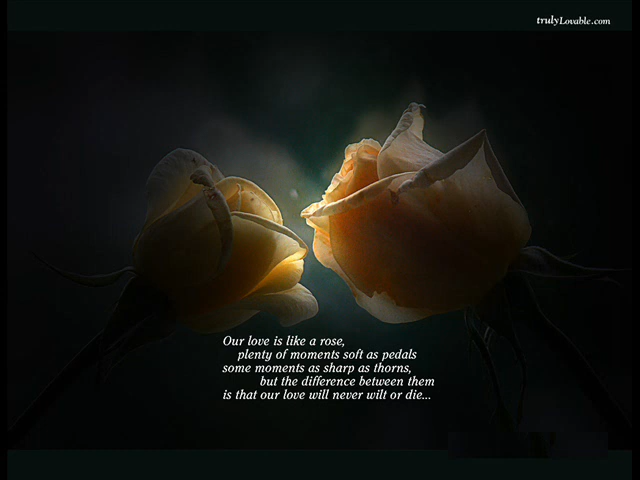 trulyLovable.com
Our love is like a rose,
plenty of moments soft as pedals
some moments as sharp as thorns,
but the difference between them
is that our love will never wilt or die...